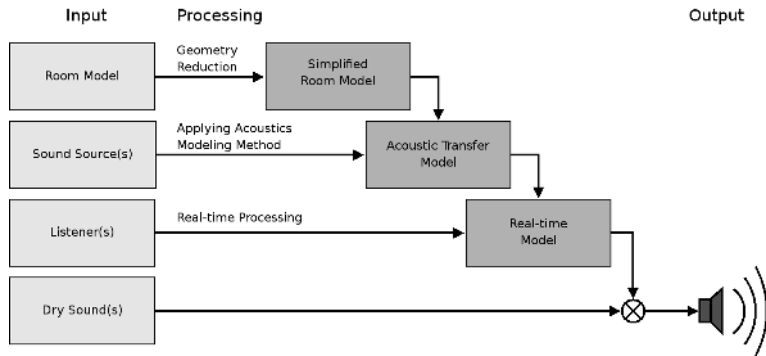 Input
Processing
Output
Room Model
Geometry
Reduction
Simplified
Room Model
Sound Source(s)
Applying Acoustics
Modeling Method
Acoustic Transfer
Model
Listener(s)
Real-time Processing
Real-time
Model
Dry Sound(s)